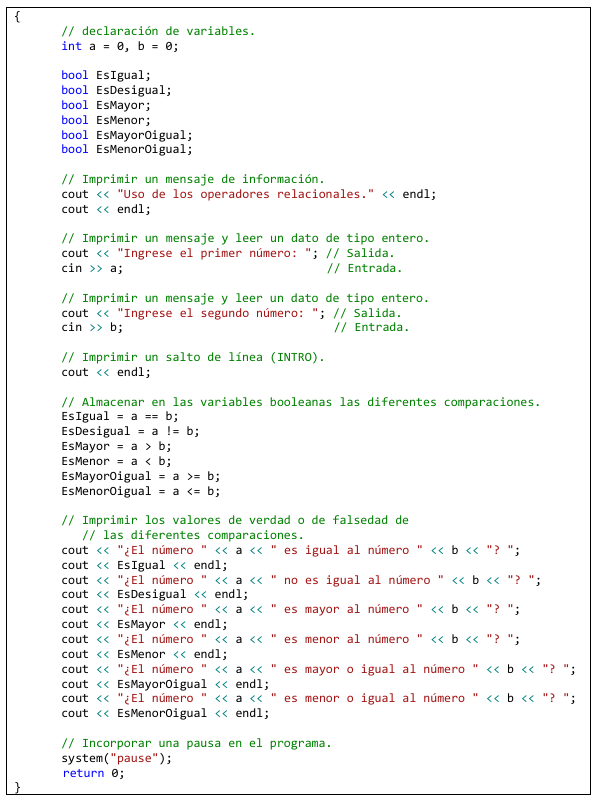 {
// declaración de variables.
int a = 0, b = 0;
bool EsIgual;
bool EsDesigual;
bool EsMayor;
bool EsMenor;
bool EsMayorOigual;
bool EsMenorOigual;
// Imprimir un mensaje de información.
cout << "Uso de los operadores relacionales." << endl;
cout << endl;
// Imprimir un mensaje y leer un dato de tipo entero.
cout << "Ingrese el primer número: "; // Salida.
cin >> a; // Entrada.
// Imprimir un mensaje y leer un dato de tipo entero.
cout << "Ingrese el segundo número: "; // Salida.
cin >> b; // Entrada.
// Imprimir un salto de línea (INTRO).
cout << endl;
// Almacenar en las variables booleanas las diferentes comparaciones.
EsIgual = a == b;
EsDesigual = a != b;
EsMayor = a > b;
EsMenor = a < b;
EsMayorOigual = a >= b;
EsMenorOigual = a <= b;
// Imprimir los valores de verdad o de falsedad de
// las diferentes comparaciones.
cout << "¿El número " << a << " es igual al número " << b << "? ";
cout << EsIgual << endl;
cout << "¿El número " << a << " no es igual al número " << b << "? ";
cout << EsDesigual << endl;
cout << "¿El número " << a << " es mayor al número " << b << "? ";
cout << EsMayor << endl;
cout << "¿El número " << a << " es menor al número " << b << "? ";
cout << EsMenor << endl;
cout << "¿El número " << a << " es mayor o igual al número " << b << "? ";
cout << EsMayorOigual << endl;
cout << "¿El número " << a << " es menor o igual al número " << b << "? ";
cout << EsMenorOigual << endl;
// Incorporar una pausa en el programa.
system("pause");
return 0;
}